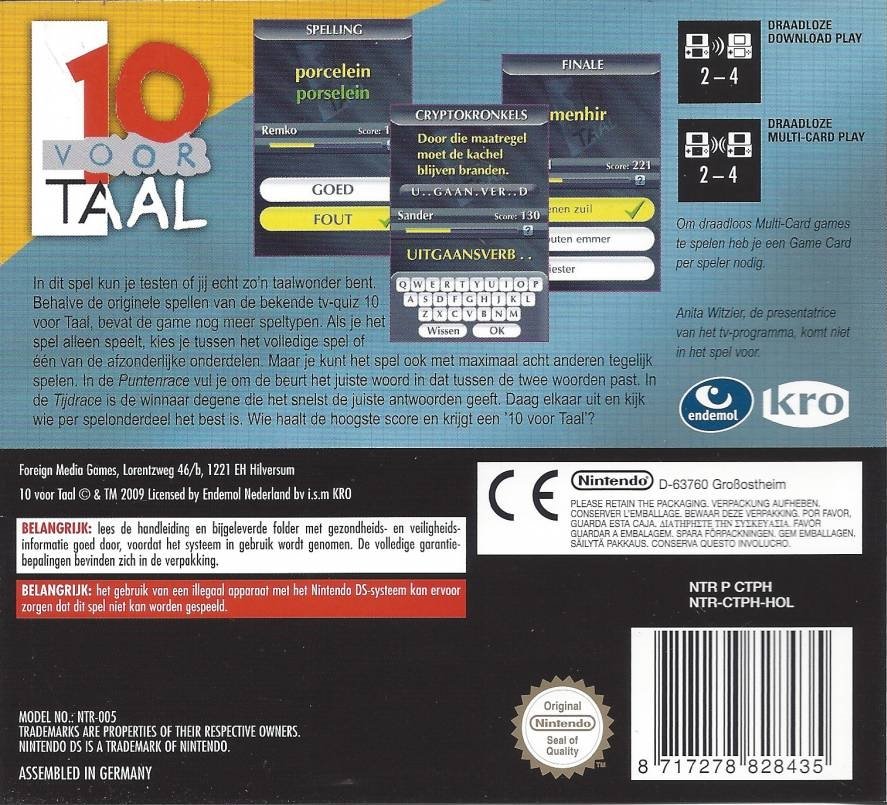 10
VOOR
TAAL
SPELLING
porcelein
porselein
Remko Score: 1
GOED
FOUT
CRYPTOKRONKELS
Door die maatregel
moet de kachel
blijven branden.
U..GAAN.VER..D
Sander Score: 130
?
UITGAANSVERB..
Q W E R T Y U I O P
A S D F G H J K L
Z X C V B N M
Wissen OK
FINALE
menhir
Score: 221
?
enen zuil
outen emmer
iester
DRAADLOZE
DOWNLOAD PLAY
2 – 4
DRAADLOZE
MULTI-CARD PLAY
2 – 4
Om draadloos Multi-Card games
te spelen heb je een Game Card
per speler nodig.
Anita Witzier, de presentatrice
van het tv-programma, komt niet
in het spel voor.
In dit spel kun je testen of jij echt zo'n taalwonder bent.
Behalve de originele spellen van de bekende tv-quiz 10
voor Taal, bevat de game nog meer speltypen. Als je het
spel alleen speelt, kies je tussen het volledige spel of
één van de afzonderlijke onderdelen. Maar je kunt het spel ook met maximaal acht anderen tegelijk
spelen. In de Puntenrace vul je om de beurt het juiste woord in dat tussen de twee woorden past. In
de Tijdrace is de winnaar degene die het snelst de juiste antwoorden geeft. Daag elkaar uit en kijk
wie per spelonderdeel het best is. Wie haalt de hoogste score en krijgt een '10 voor Taal'?
endemol
kro
Foreign Media Games, Lorentzweg 46/b, 1221 EH Hilversum
10 voor Taal © & TM 2009 Licensed by Endemol Nederland bv i.s.m KRO
BELANGRIJK: lees de handleiding en bijgeleverde folder met gezondheids- en veiligheids-
informatie goed door, voordat het systeem in gebruik wordt genomen. De volledige garantie-
bepalingen bevinden zich in de verpakking.
BELANGRIJK: het gebruik van een illegaal apparaat met het Nintendo DS-systeem kan ervoor
zorgen dat dit spel niet kan worden gespeeld.
CE
Nintendo D-63760 Großostheim
PLEASE RETAIN THE PACKAGING. VERPACKUNG AUFHEBEN.
CONSERVER L'EMBALLAGE. BEWAAR DEZE VERPAKKING. POR FAVOR,
GUARDA ESTA CAJA. ΔΙΑΤΗΡΗΣΤΕ ΤΗΝ ΣΥΣΚΕΥΑΣΙΑ. FAVOR
GUARDAR A EMBALAGEM. SPARA FÖRPACKNINGEN. GEM EMBALLAGEN.
SÄILYTÄ PAKKAUS. CONSERVA QUESTO INVOLUCRO.
NTR P CTPH
NTR-CTPH-HOL
MODEL NO.: NTR-005
TRADEMARKS ARE PROPERTIES OF THEIR RESPECTIVE OWNERS.
NINTENDO DS IS A TRADEMARK OF NINTENDO.
ASSEMBLED IN GERMANY
Original
Nintendo
Seal of
Quality
TM
8 717278 828435